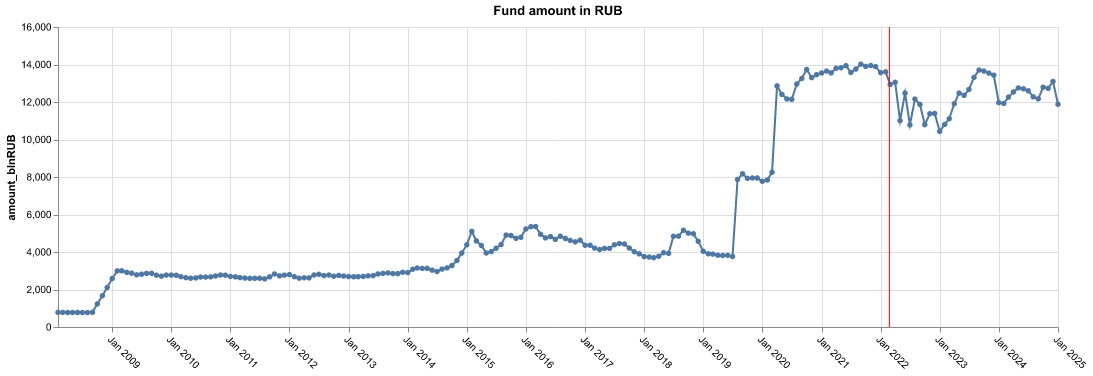 Fund amount in RUB
amount_blnRUB
16,000
14,000
12,000
10,000
8,000
6,000
4,000
2,000
0
Jan 2009
Jan 2010
Jan 2011
Jan 2012
Jan 2013
Jan 2014
Jan 2015
Jan 2016
Jan 2017
Jan 2018
Jan 2019
Jan 2020
Jan 2021
Jan 2022
Jan 2023
Jan 2024
Jan 2025